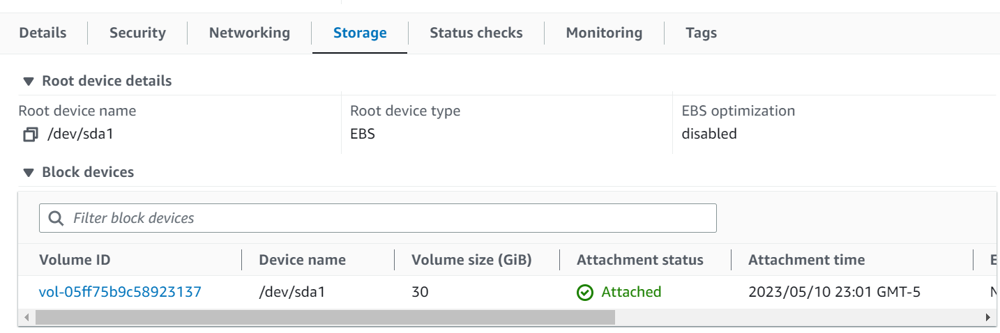 Details Security Networking Storage Status checks Monitoring Tags
Root device details
Root device name Root device type EBS optimization
/dev/sda1 EBS disabled
Block devices
Filter block devices
Volume ID Device name Volume size (GiB) Attachment status Attachment time
vol-05ff75b9c58923137 /dev/sda1 30 Attached 2023/05/10 23:01 GMT-5